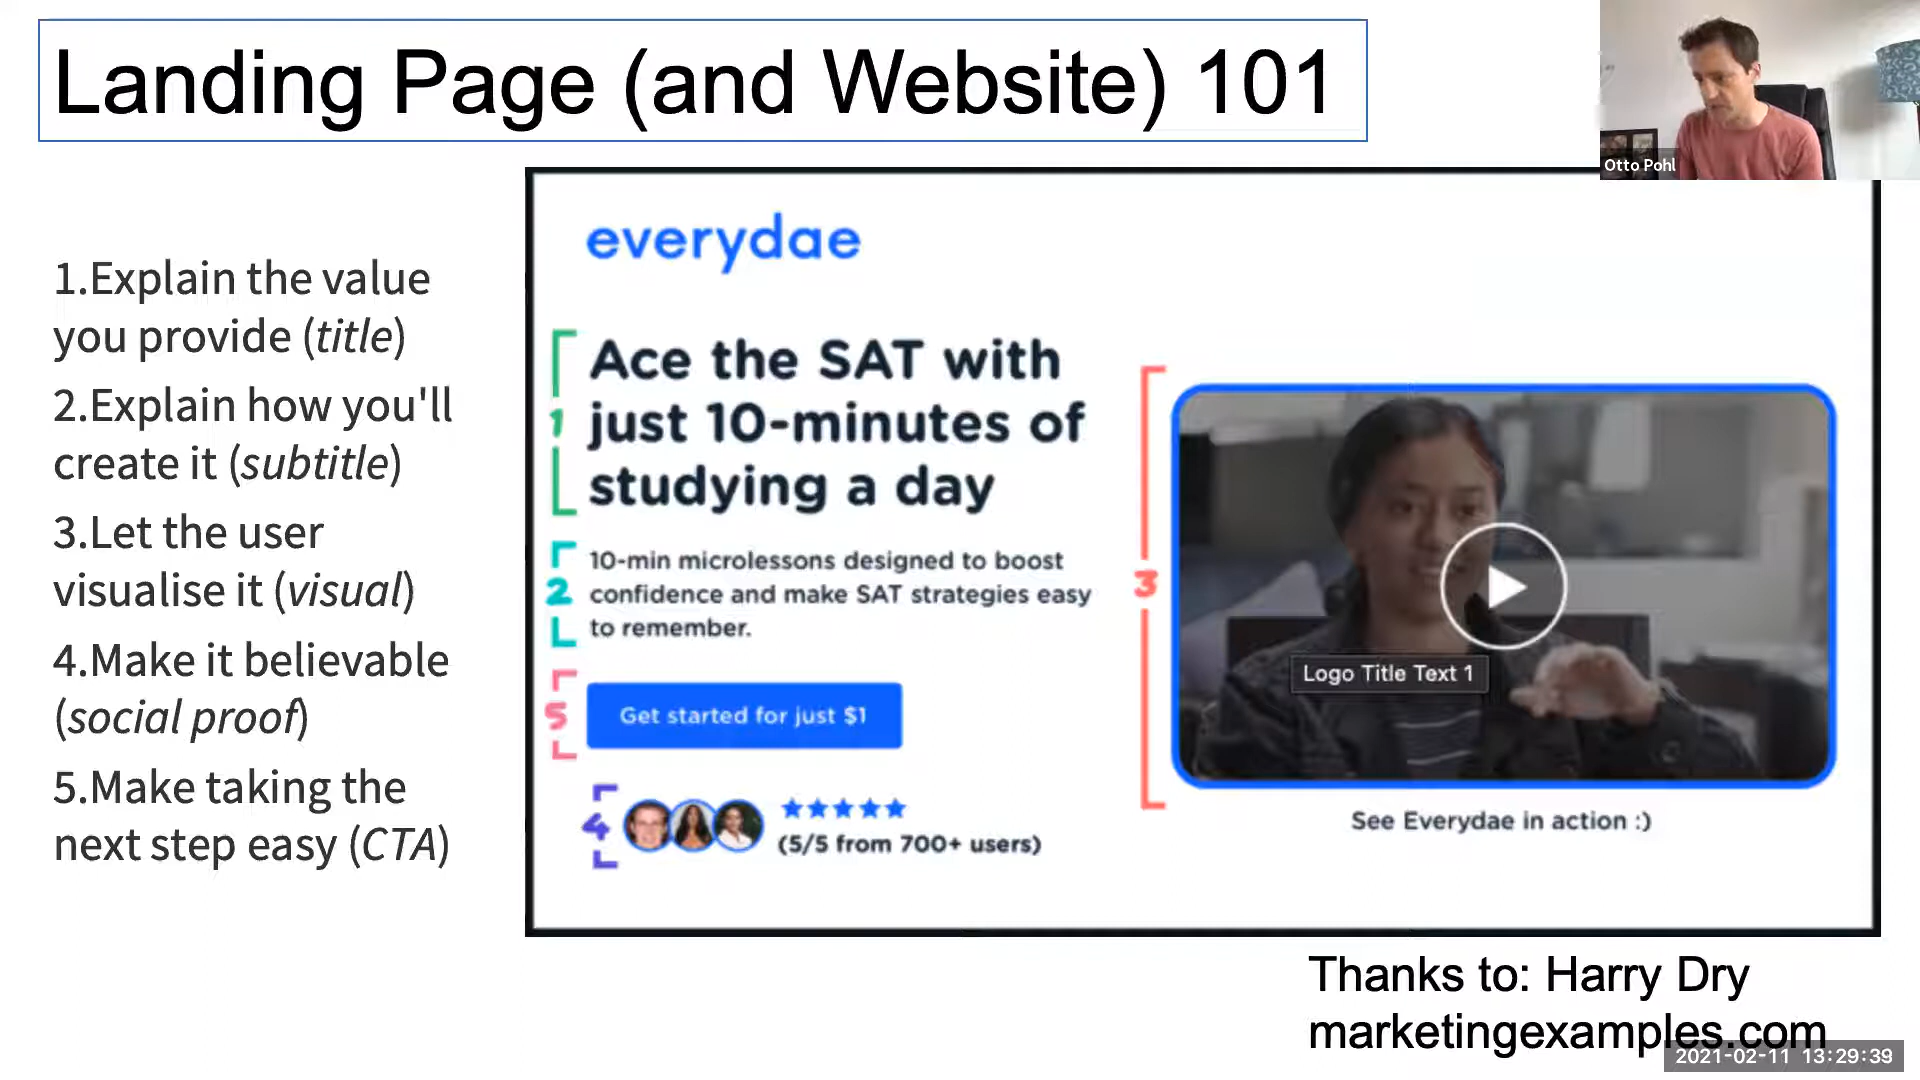 Landing Page (and Website) 101
Otto Pohl
1.Explain the value
you provide (title)
2.Explain how you'll
create it (subtitle)
3.Let the user
visualise it (visual)
4.Make it believable
(social proof)
5.Make taking the
next step easy (CTA)
everydae
1
Ace the SAT with
just 10-minutes of
studying a day
2
10-min microlessons designed to boost
confidence and make SAT strategies easy
to remember.
5
Get started for just $1
4
(5/5 from 700+ users)
3
Logo Title Text 1
See Everydae in action :)
Thanks to: Harry Dry
marketingexamples.com
2021-02-11 13:29:39